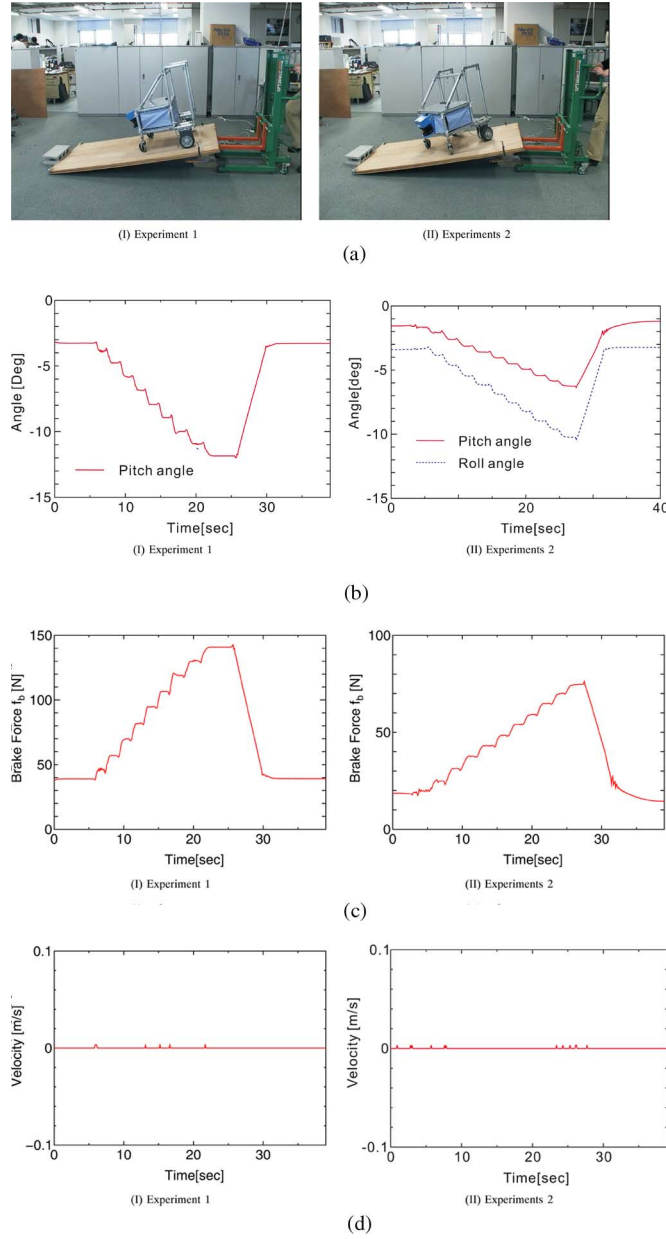 (I) Experiment 1
(II) Experiments 2
(a)
0
-5
-10
-15
Angle [Deg]
Pitch angle
0
10
20
30
Time[sec]
(I) Experiment 1
0
-5
-10
-15
Angle[deg]
Pitch angle
Roll angle
0
20
30
40
Time[sec]
(II) Experiments 2
(b)
150
100
50
0
Brake Force fb [N]
0
10
20
30
Time[sec]
(I) Experiment 1
100
50
0
Brake Force fb [N]
0
10
20
30
Time[sec]
(II) Experiments 2
(c)
0.1
0
−0.1
Velocity [m/s]
0
10
20
30
Time[sec]
(I) Experiment 1
0.1
0
-0.1
Velocity [m/s]
0
10
20
30
Time[sec]
(II) Experiments 2
(d)